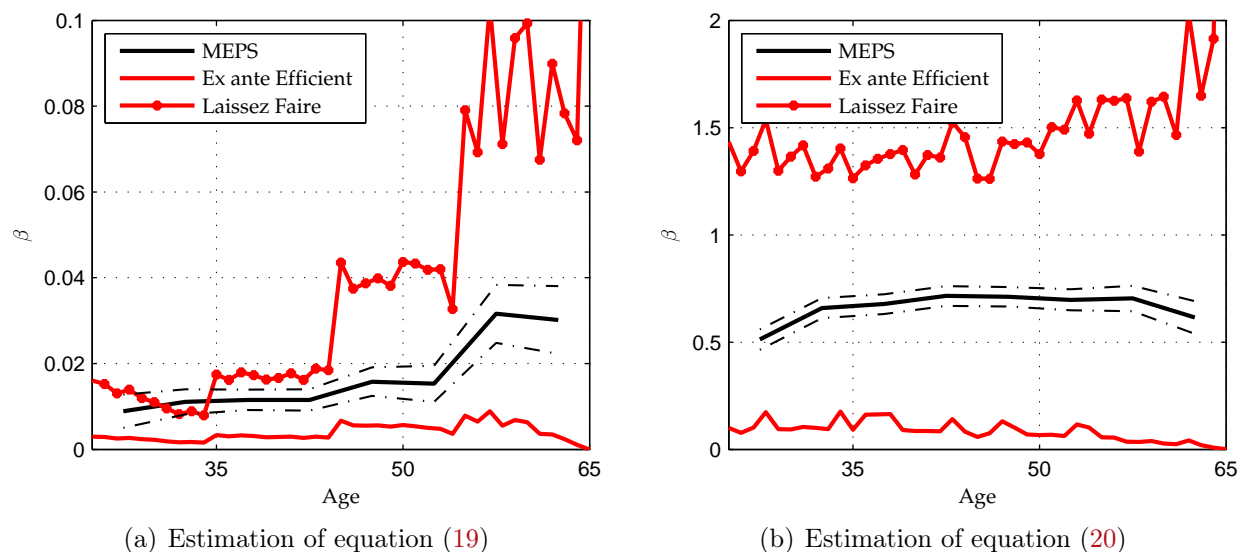 0.1
0.08
0.06
0.04
0.02
0
β
MEPS
Ex ante Efficient
Laissez Faire
35 50 65
Age
(a) Estimation of equation (19)
2
1.5
1
0.5
0
β
MEPS
Ex ante Efficient
Laissez Faire
35 50 65
Age
(b) Estimation of equation (20)